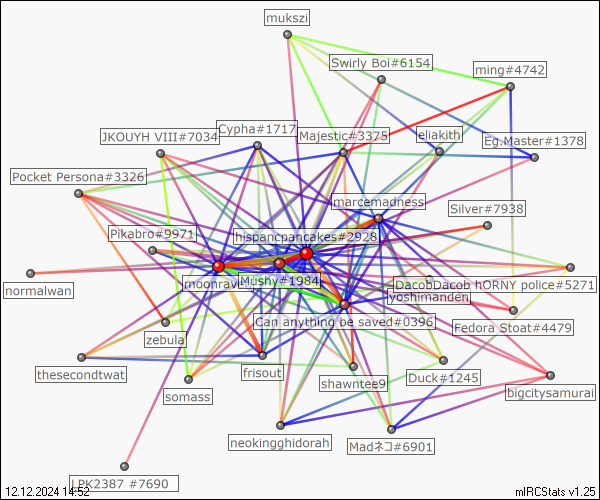 mukszi
Swirly Boi#6154
ming#4742
JKOUYH VIII#7034
Cypha#1717
Majestic#3375
eliakith
Eg.Master#1378
Pocket Persona#3326
marcemadness
Silver#7938
Pikabro#9971
hispancpancakes#2928
normalwan
moonrav
Mushy#1984
DacobDacob hORNY police#5271
yoshimanden
Can anything be saved#0396
Fedora Stoat#4479
zebula
thesecondtwat
frisout
shawntee9
Duck#1245
somass
bigcitysamurai
neokingghidorah
Madネコ#6901
LPK2387 #7690
12.12.2024 14:52
mIRCStats v1.25